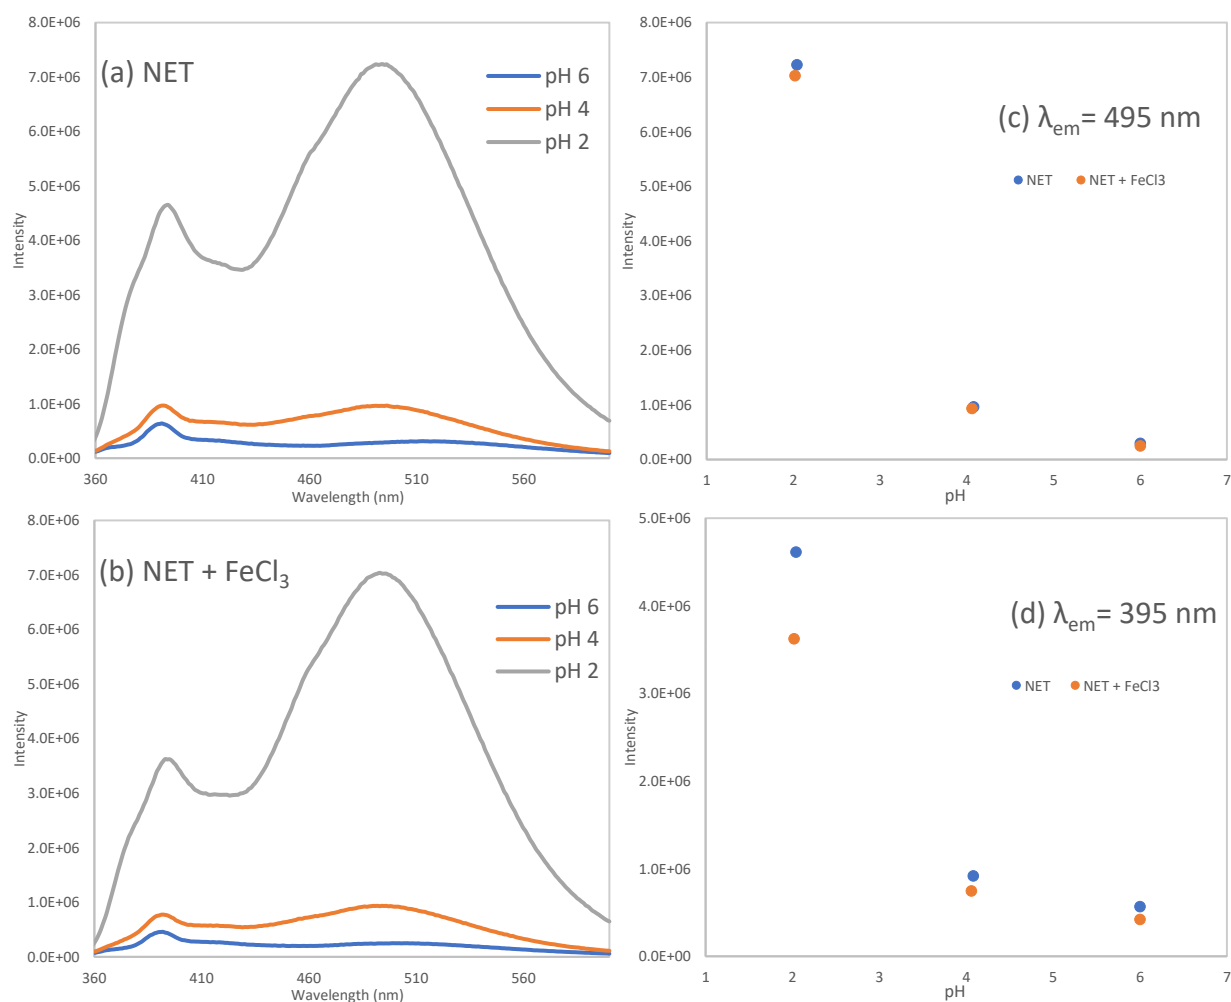 8.0E+06
7.0E+06
6.0E+06
5.0E+06
4.0E+06
3.0E+06
2.0E+06
1.0E+06
0.0E+00
Intensity
(a) NET
pH 6
pH 4
pH 2
360 410 460 510 560
Wavelength (nm)
8.0E+06
7.0E+06
6.0E+06
5.0E+06
4.0E+06
3.0E+06
2.0E+06
1.0E+06
0.0E+00
Intensity
(c) λem= 495 nm
NET NET + FeCl3
1 2 3 4 5 6 7
pH
8.0E+06
7.0E+06
6.0E+06
5.0E+06
4.0E+06
3.0E+06
2.0E+06
1.0E+06
0.0E+00
Intensity
(b) NET + FeCl3
pH 6
pH 4
pH 2
360 410 460 510 560
Wavelength (nm)
5.0E+06
4.0E+06
3.0E+06
2.0E+06
1.0E+06
0.0E+00
Intensity
(d) λem= 395 nm
NET NET + FeCl3
1 2 3 4 5 6 7
pH